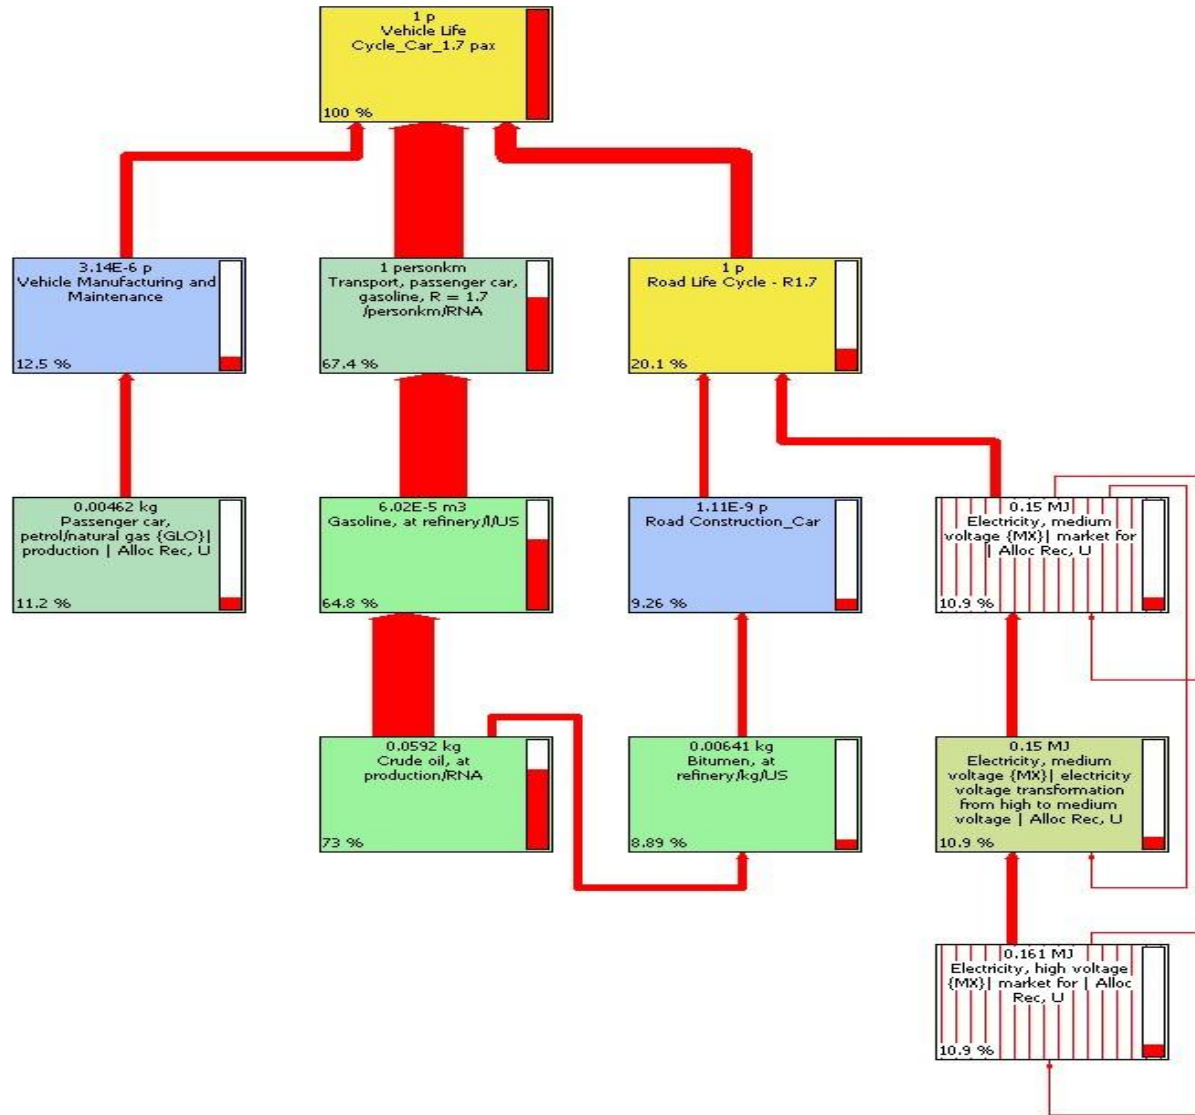 1 p
Vehicle Life
Cycle_Car_1.7 pax
100 %
3.14E-6 p
Vehicle Manufacturing and
Maintenance
12.5 %
1 personkm
Transport, passenger car,
gasoline, R = 1.7
/personkm/RNA
67.4 %
1 p
Road Life Cycle - R1.7
20.1 %
0.00462 kg
Passenger car,
petrol/natural gas {GLO}|
production | Alloc Rec, U
11.2 %
6.02E-5 m3
Gasoline, at refinery/l/US
64.8 %
1.11E-9 p
Road Construction_Car
9.26 %
0.15 MJ
Electricity, medium
voltage {MX}| market for
| Alloc Rec, U
10.9 %
0.0592 kg
Crude oil, at
production/RNA
73 %
0.00641 kg
Bitumen, at
refinery/kg/US
8.89 %
0.15 MJ
Electricity, medium
voltage {MX}| electricity
voltage transformation
from high to medium
voltage | Alloc Rec, U
10.9 %
0.161 MJ
Electricity, high voltage
{MX}| market for | Alloc
Rec, U
10.9 %